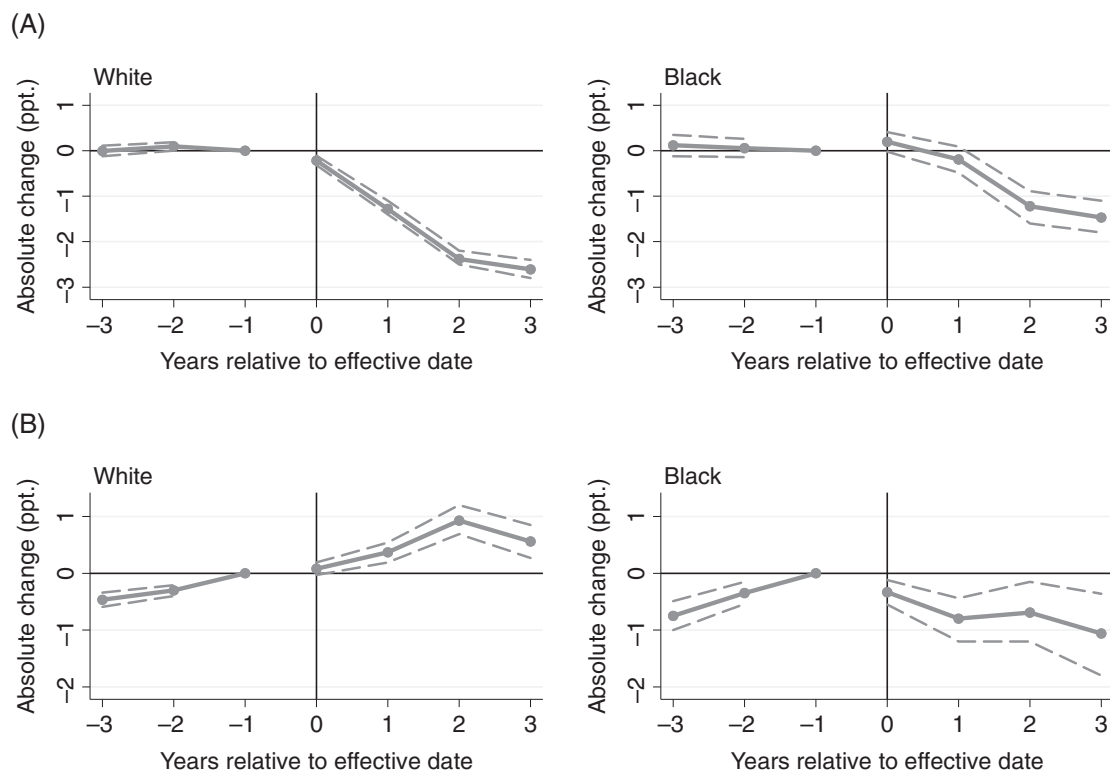 (A)
White
Absolute change (ppt.)
1
0
−1
−2
−3
−3 −2 −1 0 1 2 3
Years relative to effective date
Black
Absolute change (ppt.)
1
0
−1
−2
−3
−3 −2 −1 0 1 2 3
Years relative to effective date
(B)
White
Absolute change (ppt.)
1
0
−1
−2
−3 −2 −1 0 1 2 3
Years relative to effective date
Black
Absolute change (ppt.)
1
0
−1
−2
−3 −2 −1 0 1 2 3
Years relative to effective date